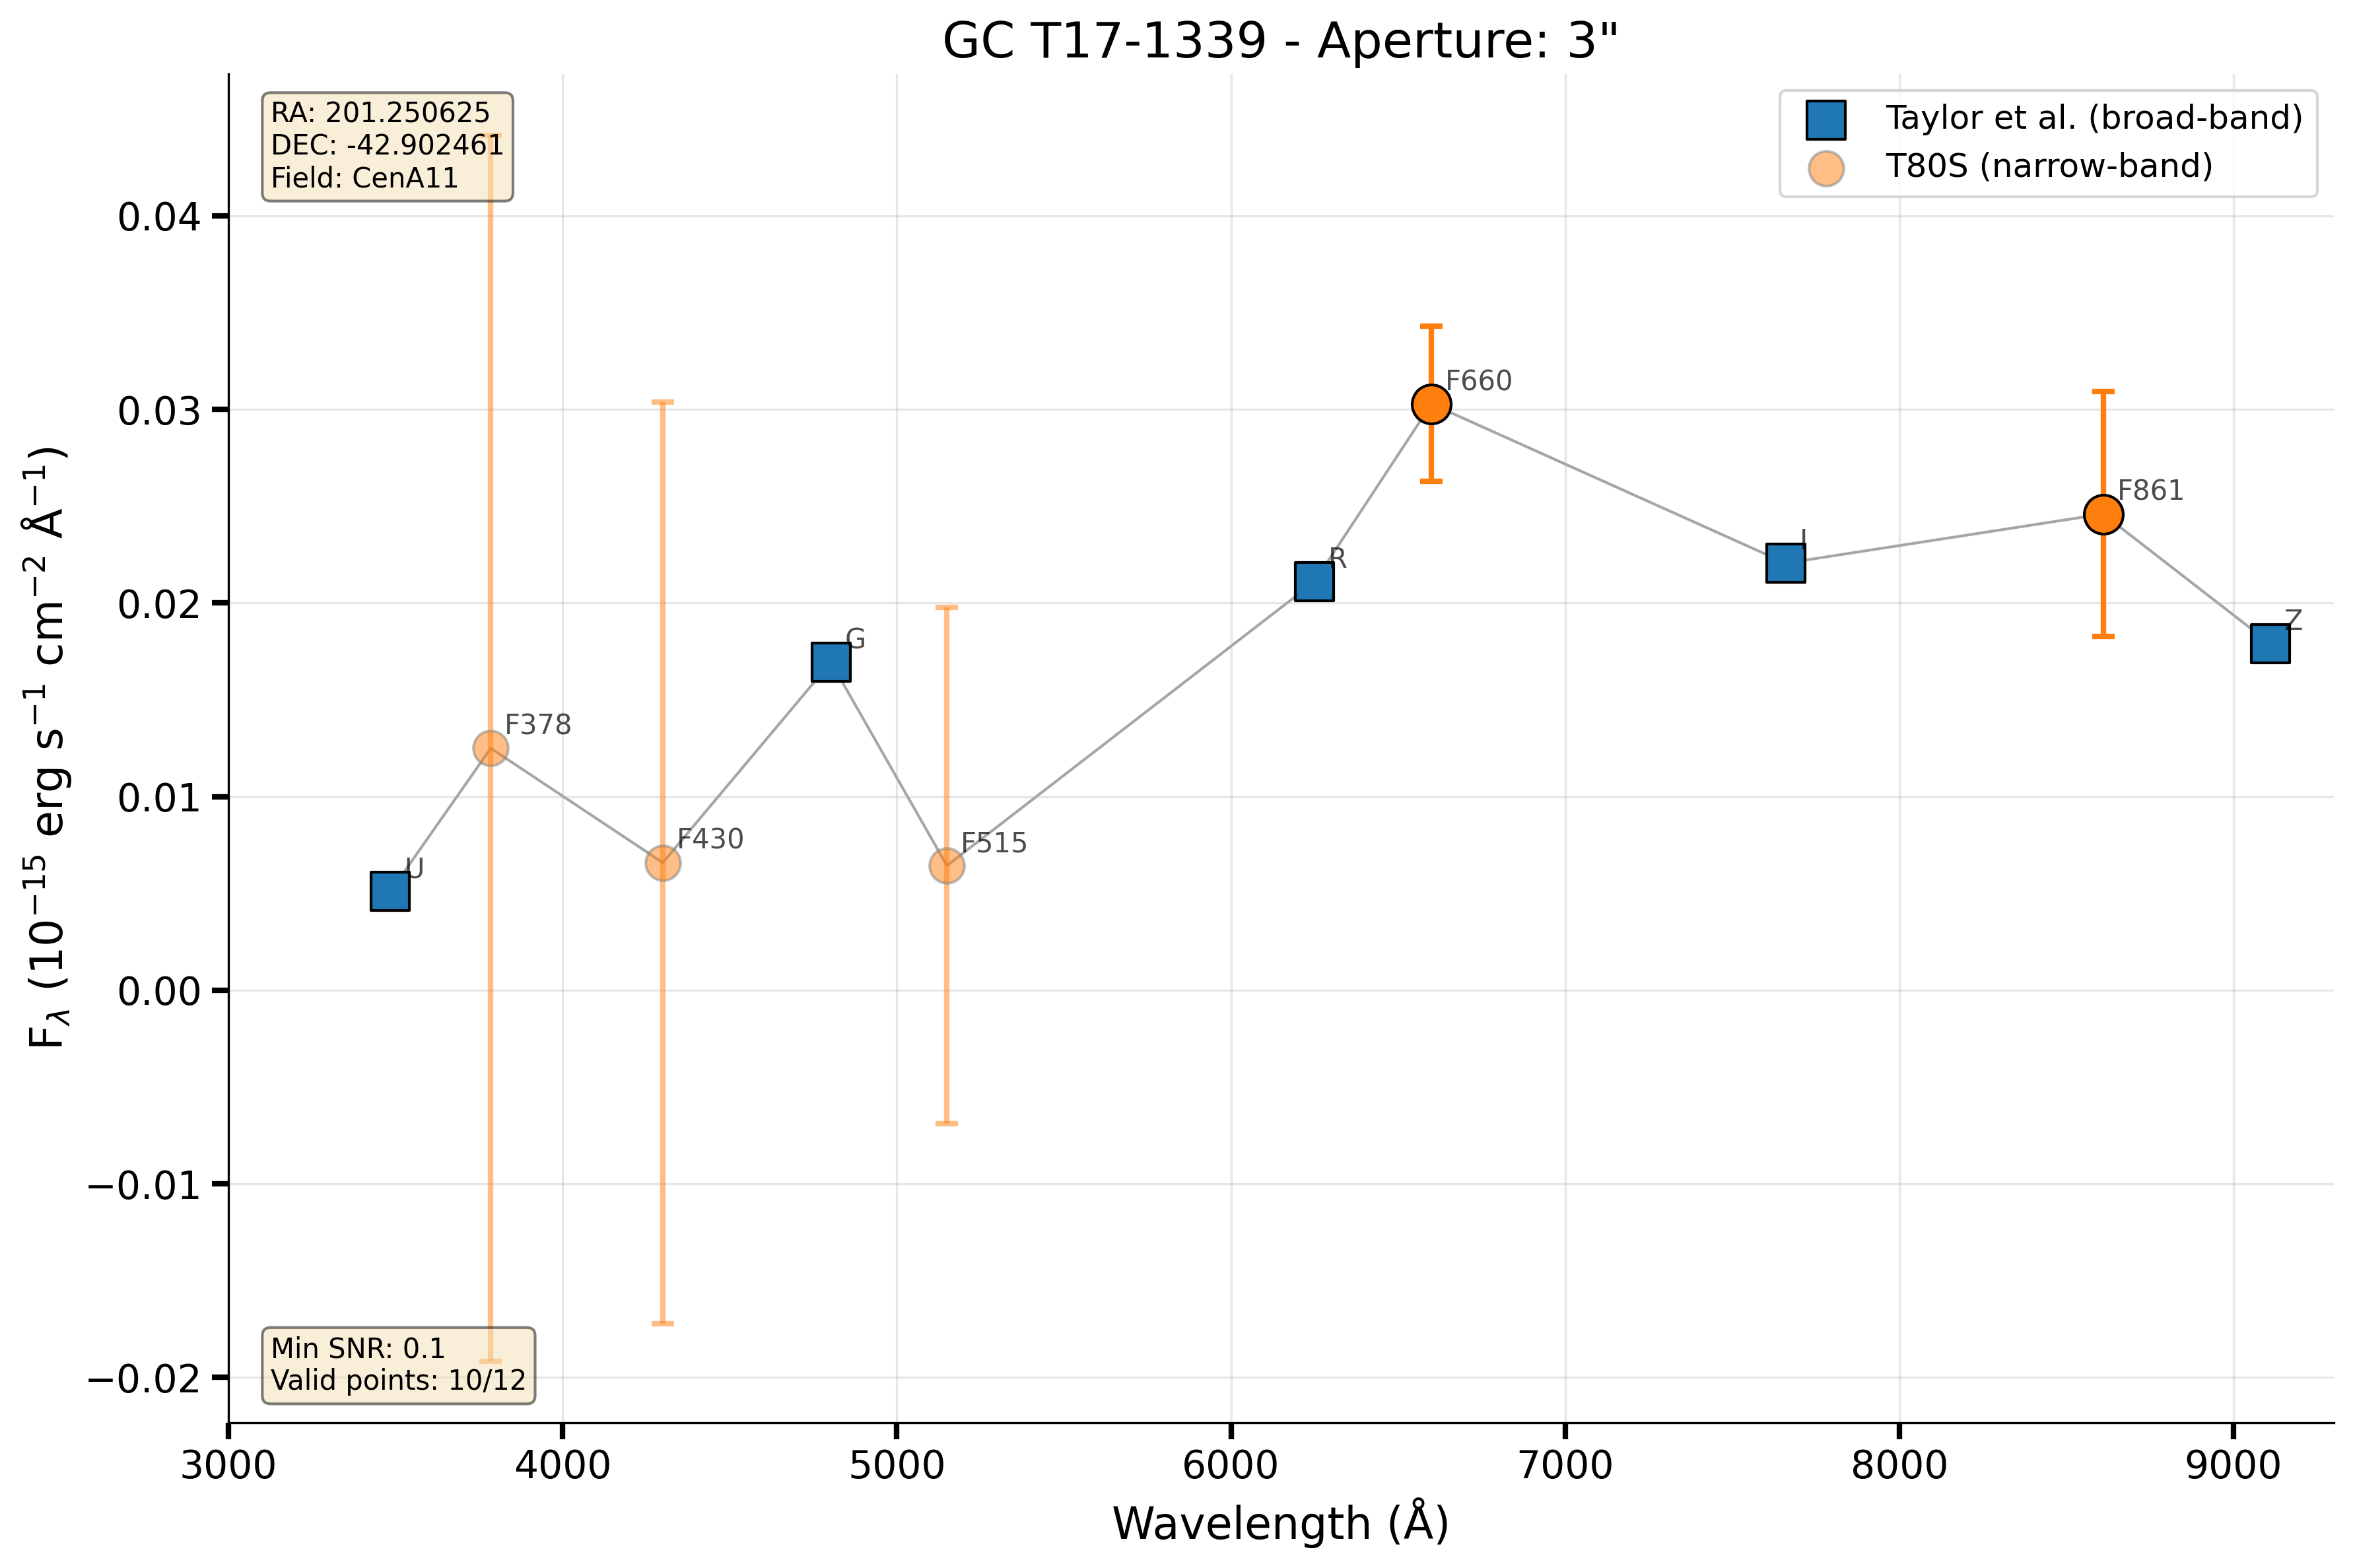 GC T17-1339 - Aperture: 3"
RA: 201.250625
DEC: -42.902461
Field: CenA11
Taylor et al. (broad-band)
T80S (narrow-band)
F_λ (10⁻¹⁵ erg s⁻¹ cm⁻² Å⁻¹)
0.04
0.03
0.02
0.01
0.00
−0.01
−0.02
U
F378
F430
G
F515
R
F660
I
F861
Z
Min SNR: 0.1
Valid points: 10/12
3000 4000 5000 6000 7000 8000 9000
Wavelength (Å)